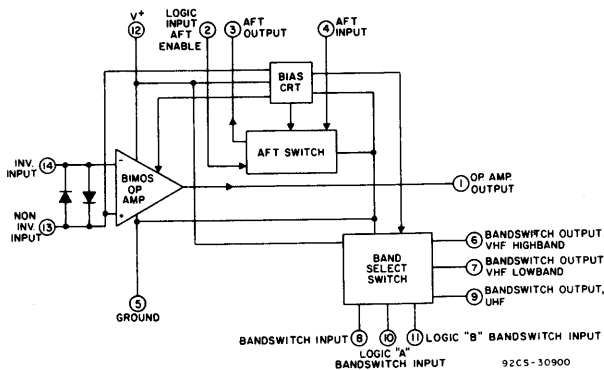 V+
12
LOGIC
INPUT
AFT
ENABLE
2
3
AFT
OUTPUT
4
AFT
INPUT
BIAS
CRT
AFT SWITCH
INV.
INPUT
14
-
BIMOS
OP
AMP
+
NON
INV.
INPUT
13
1
OP AMP.
OUTPUT
5
GROUND
BAND
SELECT
SWITCH
6
BANDSWITCH OUTPUT
VHF HIGHBAND
7
BANDSWITCH OUTPUT
VHF LOWBAND
9
BANDSWITCH OUTPUT,
UHF
BANDSWITCH INPUT
8
10
11
LOGIC "B" BANDSWITCH INPUT
LOGIC "A"
BANDSWITCH INPUT
92CS-30900